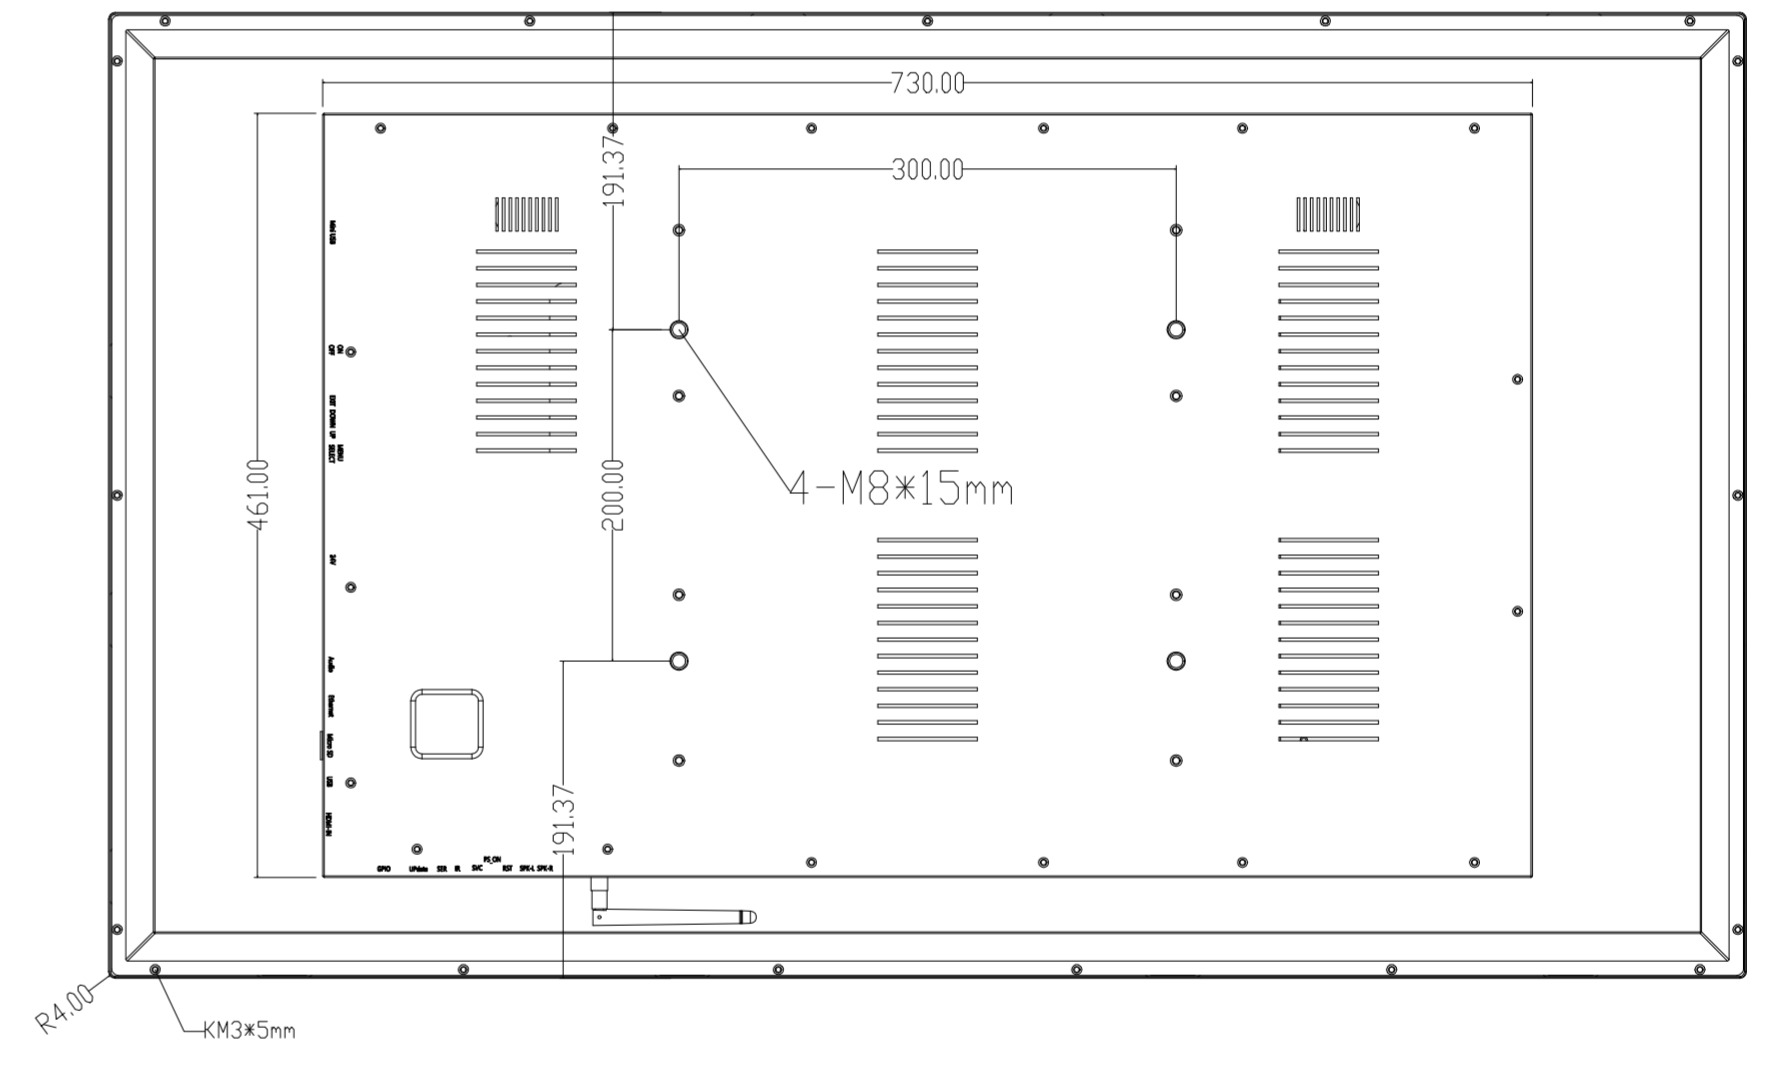 730.00
191.37
300.00
Mini USB
ON
OFF
EXIT DOWN UP
MENU
SELECT
461.00
200.00
4-M8*15mm
24V
Audio
Ethernet
Micro SD
USB
HDMI-IN
191.37
PS_ON
GPIO UPdate SER IR SVC RST SPK-L SPK-R
R4.00
KM3*5mm